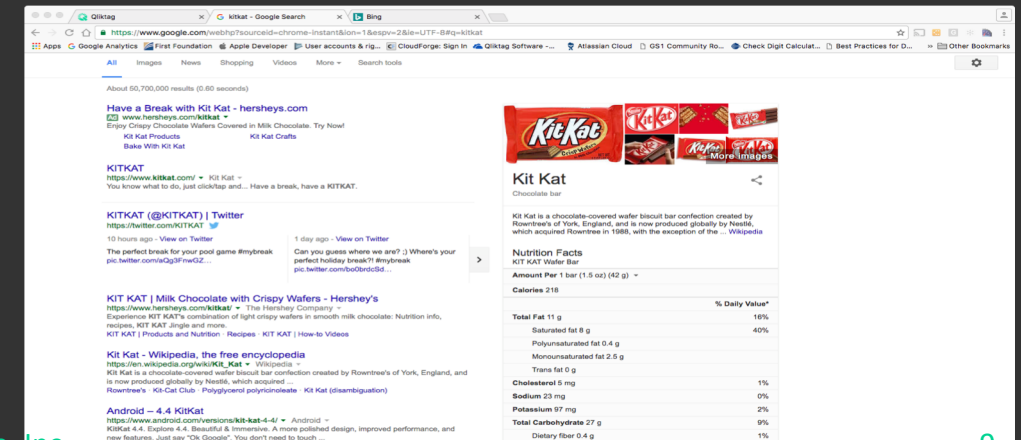 Qliktag
kitkat - Google Search
Bing
https://www.google.com/webhp?sourceid=chrome-instant&ion=1&espv=2&ie=UTF-8#q=kitkat
Apps Google Analytics First Foundation Apple Developer User accounts & rig... CloudForge: Sign In Qliktag Software -... Atlassian Cloud GS1 Community Ro... Check Digit Calculat... Best Practices for D... » Other Bookmarks
All Images News Shopping Videos More Search tools
About 50,700,000 results (0.60 seconds)
Have a Break with Kit Kat - hersheys.com
Ad www.hersheys.com/kitkat
Enjoy Crispy Chocolate Wafers Covered in Milk Chocolate. Try Now!
Kit Kat Products Kit Kat Crafts
Bake With Kit Kat
KITKAT
https://www.kitkat.com/ Kit Kat
You know what to do, just click/tap and... Have a break, have a KITKAT.
KITKAT (@KITKAT) | Twitter
https://twitter.com/KITKAT
10 hours ago - View on Twitter
The perfect break for your pool game #mybreak
pic.twitter.com/aQg3FnwGZ...
1 day ago - View on Twitter
Can you guess where we are? ;) Where's your
perfect holiday break?! #mybreak
pic.twitter.com/bo0brdcSd...
KIT KAT | Milk Chocolate with Crispy Wafers - Hershey's
https://www.hersheys.com/kitkat/ The Hershey Company
Experience KIT KAT's combination of light crispy wafers in smooth milk chocolate: Nutrition info,
recipes, KIT KAT Jingle and more.
KIT KAT | Products and Nutrition · Recipes · KIT KAT | How-to Videos
Kit Kat - Wikipedia, the free encyclopedia
https://en.wikipedia.org/wiki/Kit_Kat Wikipedia
Kit Kat is a chocolate-covered wafer biscuit bar confection created by Rowntree's of York, England, and
is now produced globally by Nestlé, which acquired ...
Rowntree's · Kit-Cat Club · Polyglycerol polyricinoleate · Kit Kat (disambiguation)
Android – 4.4 KitKat
https://www.android.com/versions/kit-kat-4-4/ Android
KitKat 4.4. Explore 4.4. Beautiful & Immersive. A more polished design, improved performance, and
new features. Just say "Ok Google". You don't need to touch ...
KitKat
Crisp Wafers
KitKat
KitKat
KitKat
More images
Kit Kat
Chocolate bar
Kit Kat is a chocolate-covered wafer biscuit bar confection created by
Rowntree's of York, England, and is now produced globally by Nestlé,
which acquired Rowntree in 1988, with the exception of the ... Wikipedia
Nutrition Facts
KIT KAT Wafer Bar
Amount Per 1 bar (1.5 oz) (42 g)
Calories 218
% Daily Value*
Total Fat 11 g 16%
Saturated fat 8 g 40%
Polyunsaturated fat 0.4 g
Monounsaturated fat 2.5 g
Trans fat 0 g
Cholesterol 5 mg 1%
Sodium 23 mg 0%
Potassium 97 mg 2%
Total Carbohydrate 27 g 9%
Dietary fiber 0.4 g 1%